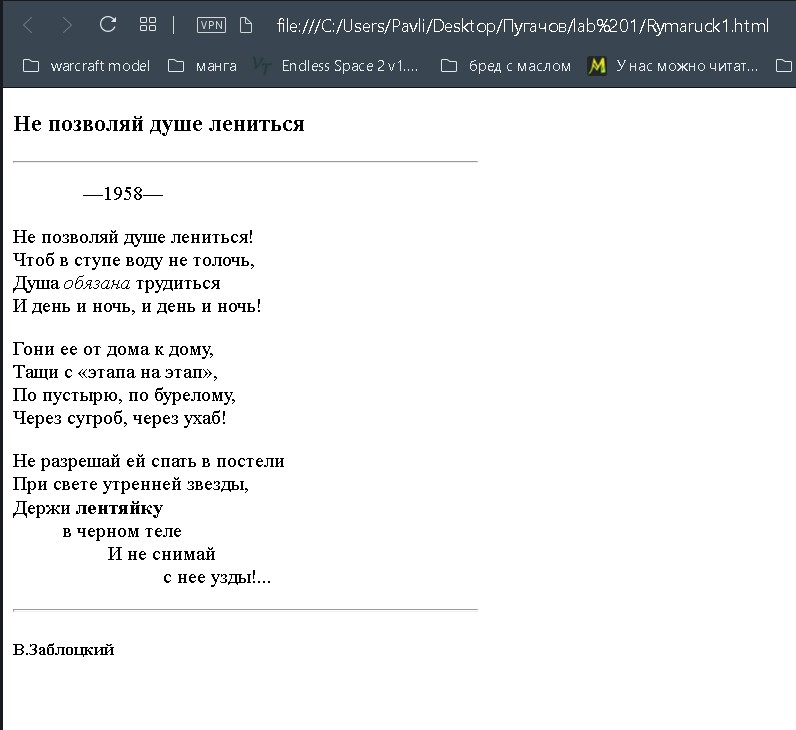 VPN file:///C:/Users/Pavli/Desktop/Пугачов/lab%201/Rymaruck1.html
warcraft model манга VT Endless Space 2 v1.... бред с маслом M У нас можно читат...
Не позволяй душе лениться
—1958—
Не позволяй душе лениться!
Чтоб в ступе воду не толочь,
Душа обязана трудиться
И день и ночь, и день и ночь!
Гони ее от дома к дому,
Тащи с «этапа на этап»,
По пустырю, по бурелому,
Через сугроб, через ухаб!
Не разрешай ей спать в постели
При свете утренней звезды,
Держи лентяйку
в черном теле
И не снимай
с нее узды!...
В.Заблоцкий